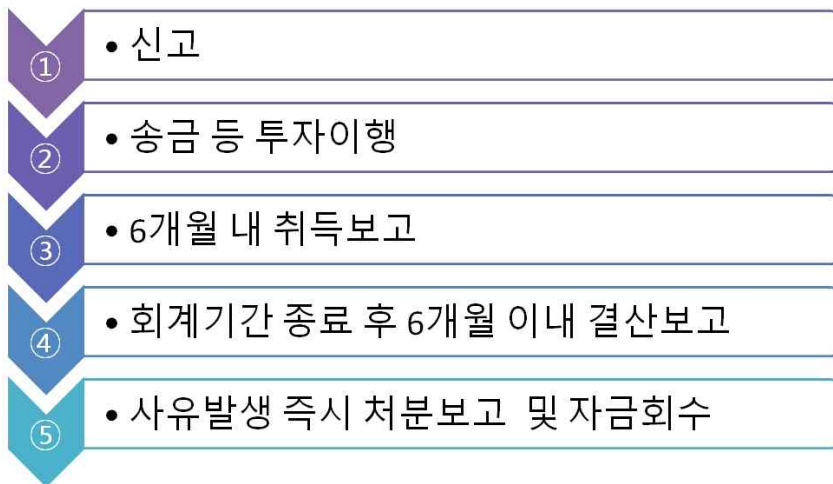 ① • 신고
② • 송금 등 투자이행
③ • 6개월 내 취득보고
④ • 회계기간 종료 후 6개월 이내 결산보고
⑤ • 사유발생 즉시 처분보고 및 자금회수